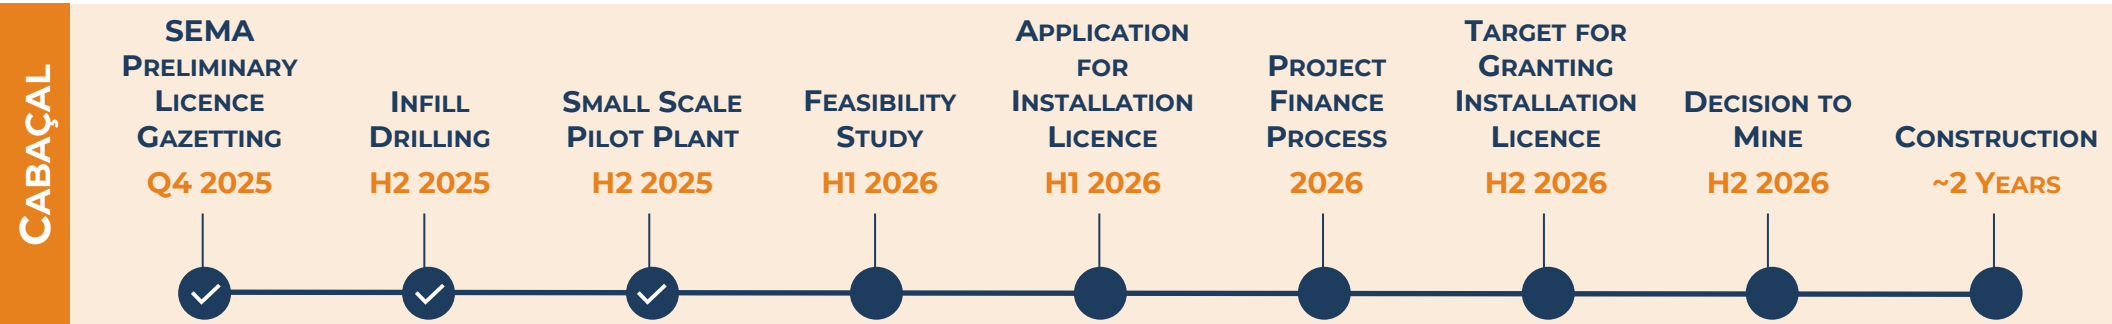 CABAÇAL
SEMA
PRELIMINARY
LICENCE
GAZETTING
Q4 2025
INFILL
DRILLING
H2 2025
SMALL SCALE
PILOT PLANT
H2 2025
FEASIBILITY
STUDY
H1 2026
APPLICATION
FOR
INSTALLATION
LICENCE
H1 2026
PROJECT
FINANCE
PROCESS
2026
TARGET FOR
GRANTING
INSTALLATION
LICENCE
H2 2026
DECISION TO
MINE
H2 2026
CONSTRUCTION
~2 YEARS